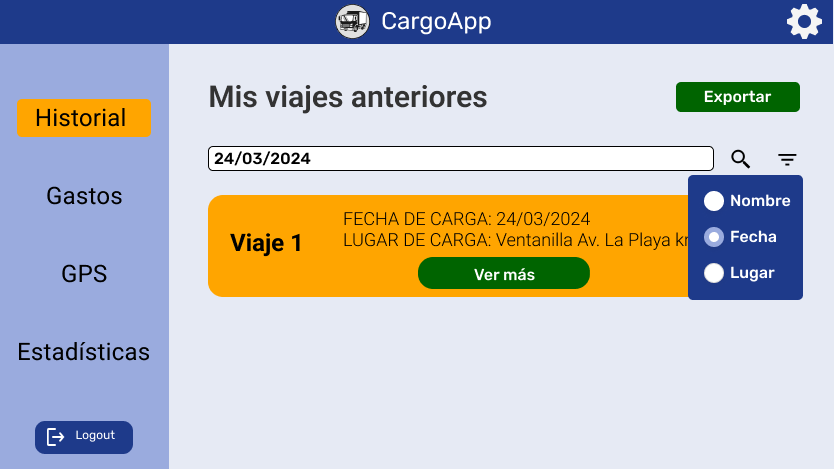 CargoApp
Historial
Gastos
GPS
Estadísticas
Logout
Mis viajes anteriores
Exportar
24/03/2024
Nombre
Fecha
Lugar
Viaje 1
FECHA DE CARGA: 24/03/2024
LUGAR DE CARGA: Ventanilla Av. La Playa
Ver más